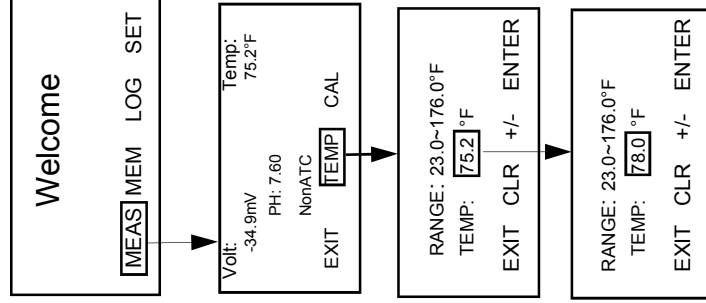 Welcome
MEAS MEM LOG SET
Volt: Temp:
-34.9mV 75.2°F
PH: 7.60
NonATC
EXIT TEMP CAL
RANGE: 23.0~176.0°F
TEMP: 75.2 °F
EXIT CLR +/- ENTER
RANGE: 23.0~176.0°F
TEMP: 78.0 °F
EXIT CLR +/- ENTER